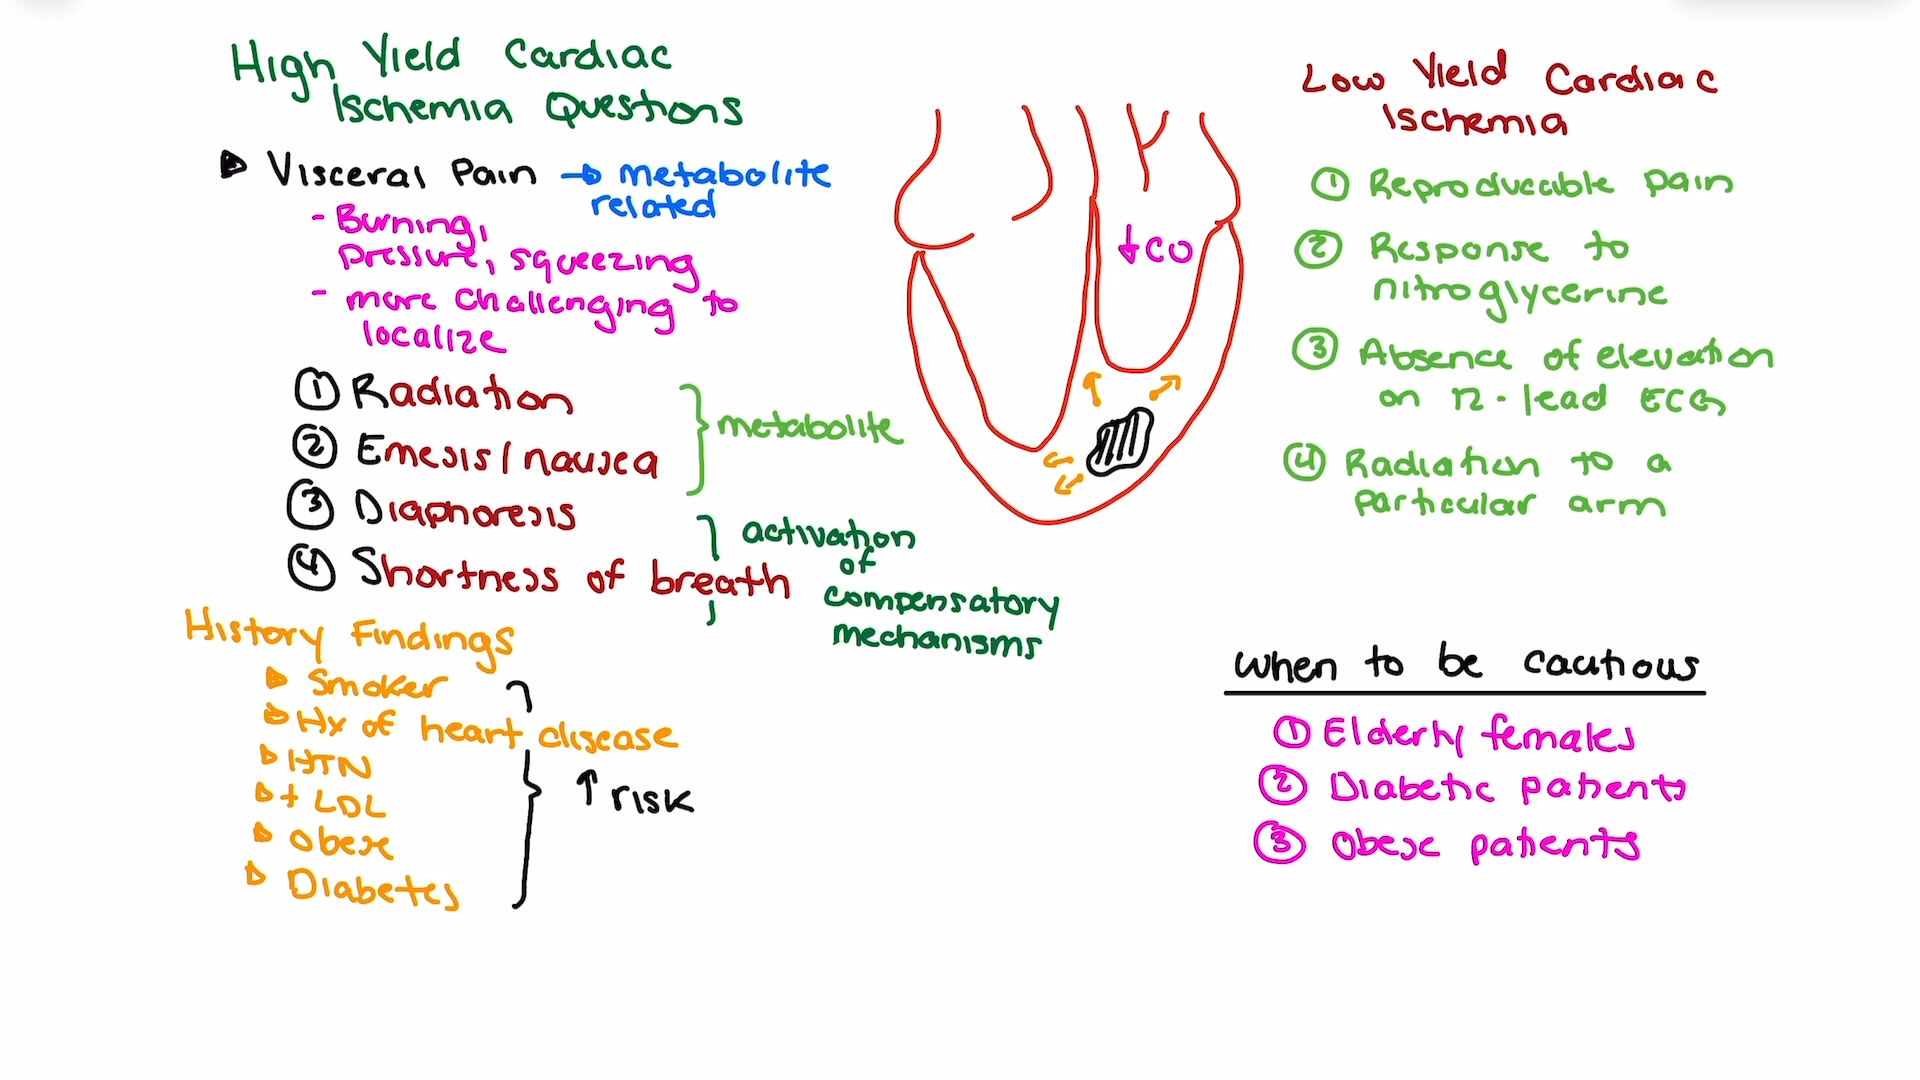 High Yield Cardiac
Ischemia Questions
Visceral Pain → metabolite
related
- Burning,
Pressure, squeezing
- more challenging to
localize
① Radiation
② Emesis/nausea
③ Diaphoresis
④ Shortness of breath
metabolite
activation
of
compensatory
mechanisms
History Findings
Smoker
Hx of heart disease
HTN
↑ LDL
Obese
Diabetes
↑ risk
↓CO
Low Yield Cardiac
Ischemia
① Reproducable pain
② Response to
nitroglycerine
③ Absence of elevation
on 12-lead ECG
④ Radiation to a
particular arm
When to be cautious
① Elderly females
② Diabetic patients
③ Obese patients